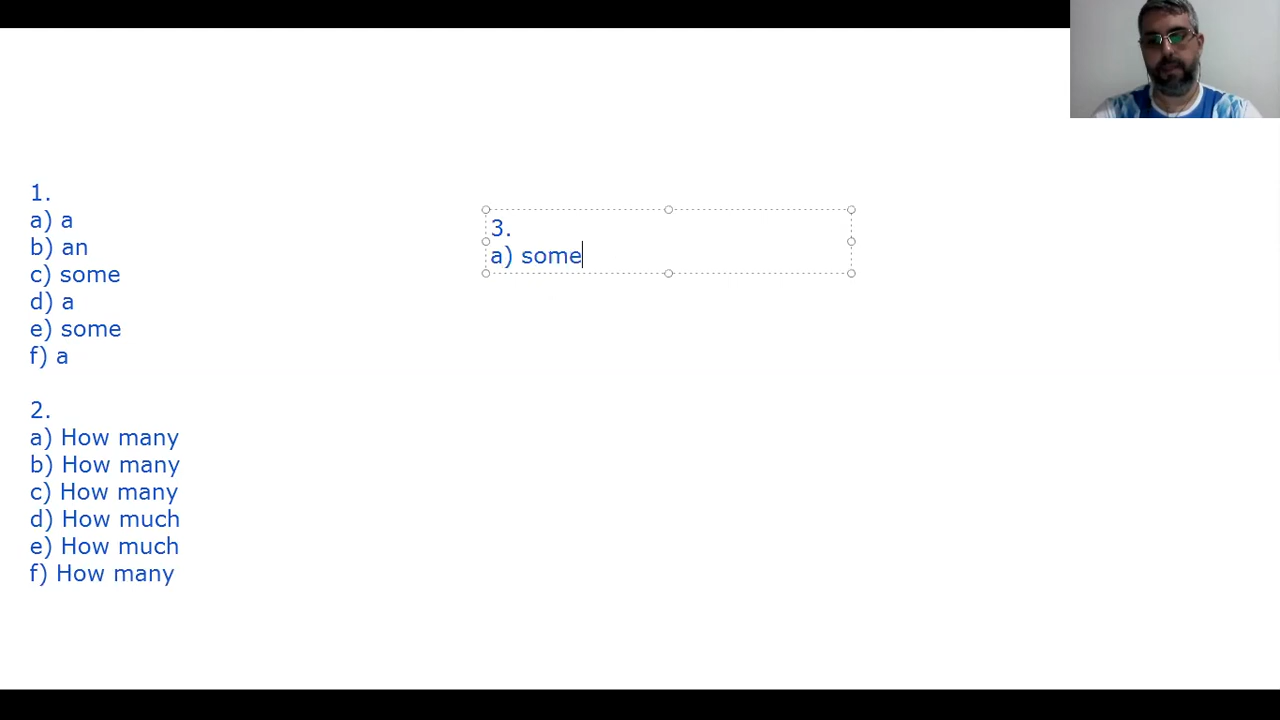 1.
a) a
b) an
c) some
d) a
e) some
f) a
2.
a) How many
b) How many
c) How many
d) How much
e) How much
f) How many
3.
a) some